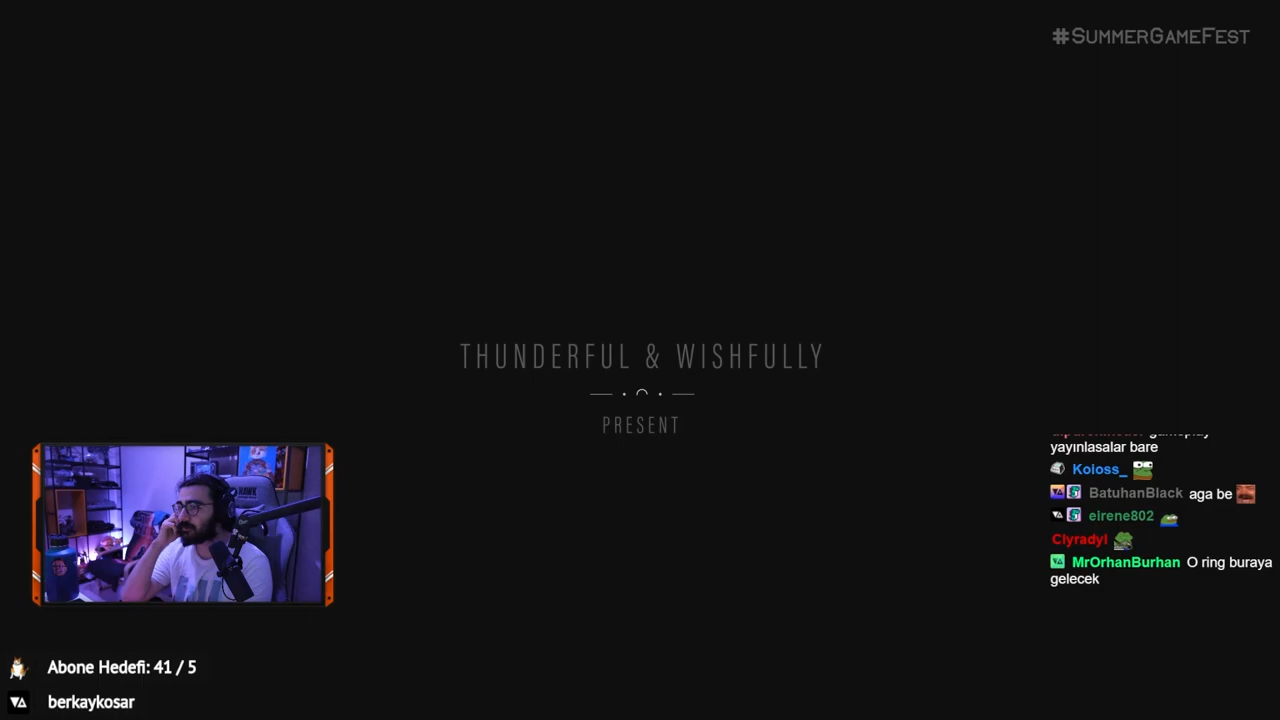 #SUMMERGAMEFEST
THUNDERFUL & WISHFULLY
PRESENT
yayınlasalar bare
Koloss_
BatuhanBlack aga be
eirene802
Clyradyl
MrOrhanBurhan O ring buraya
gelecek
Abone Hedefi: 41 / 5
berkaykosar